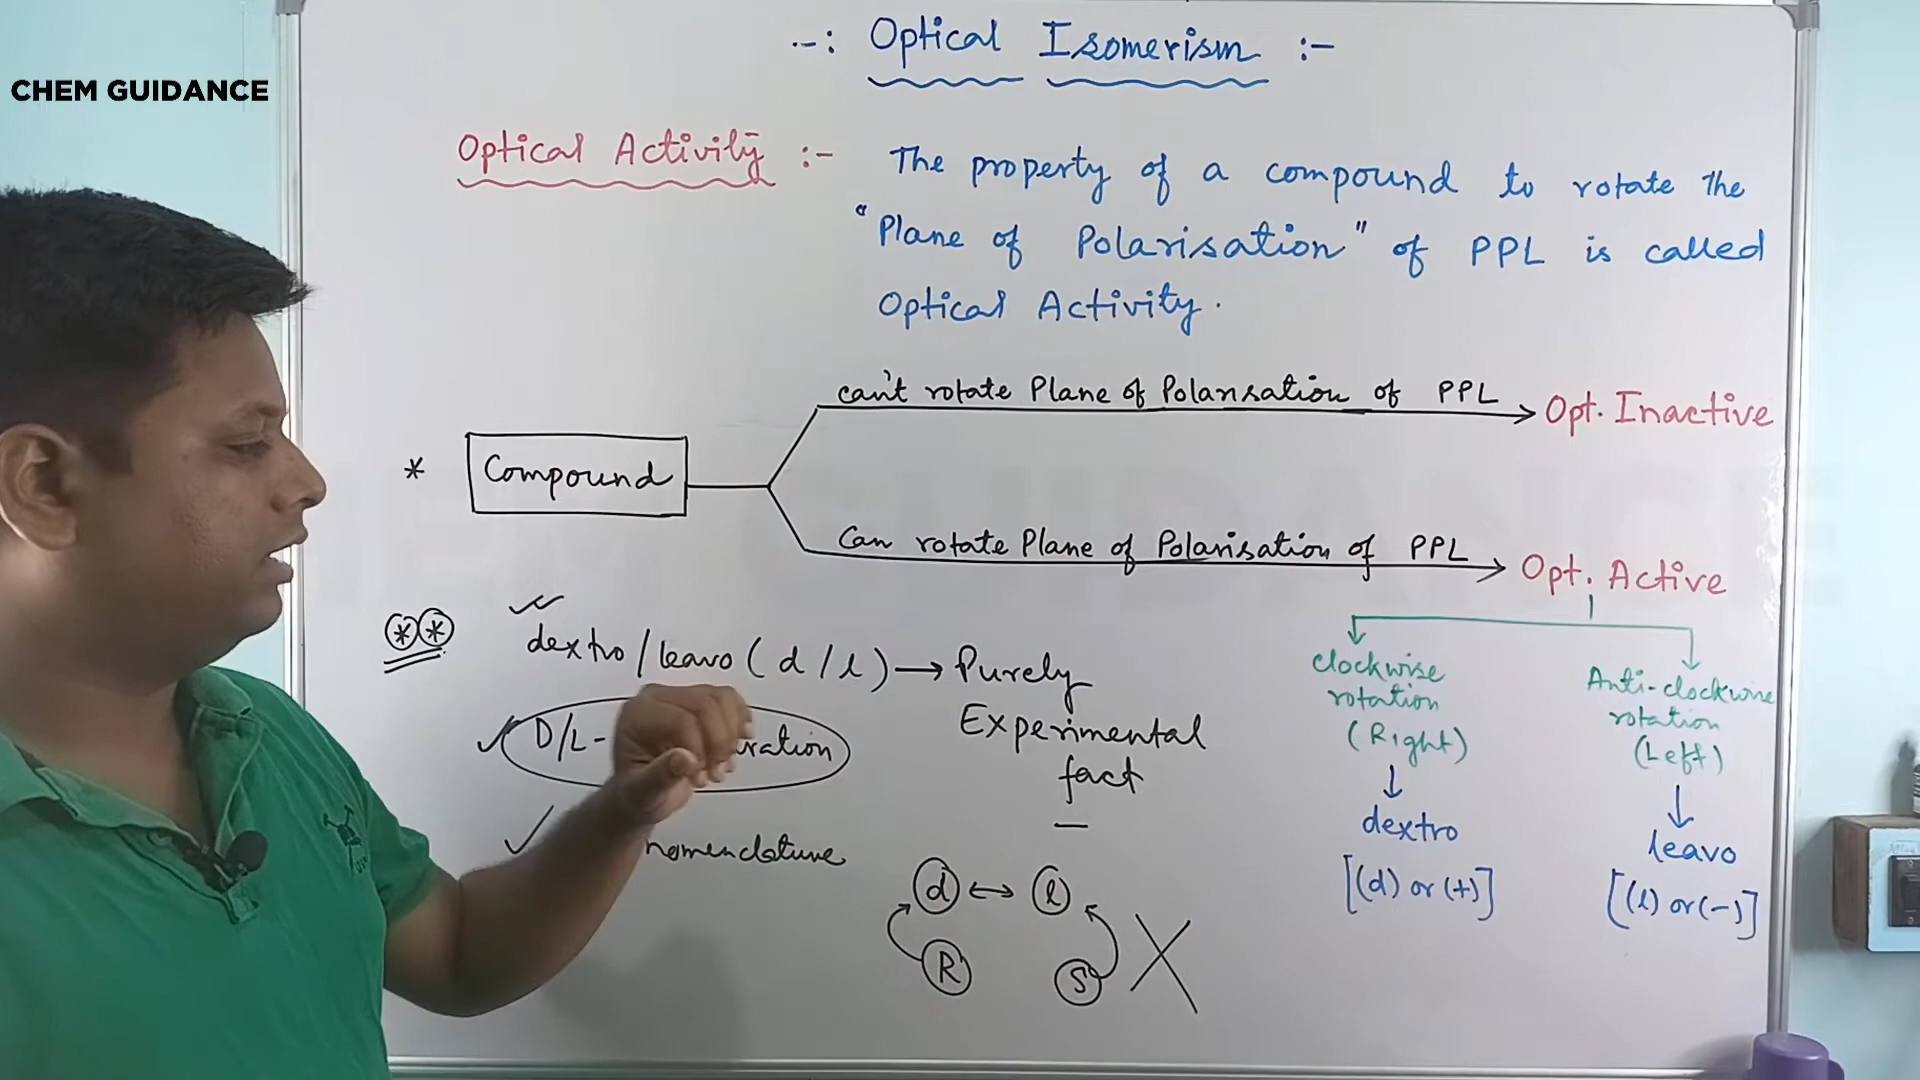 CHEM GUIDANCE
-: Optical Isomerism :-
Optical Activity :- The property of a compound to rotate the
"Plane of Polarisation" of PPL is called
Optical Activity.
can't rotate Plane of Polarisation of PPL → Opt. Inactive
* Compound
Can rotate Plane of Polarisation of PPL → Opt. Active
** dextro/leavo (d/l) → Purely
Experimental
fact
D/L-
ration
nomenclature
d ↔ l
R S X
Clockwise
rotation
(Right)
↓
dextro
[(d) or (+)]
Anti-clockwise
rotation
(Left)
↓
leavo
[(l) or (-)]